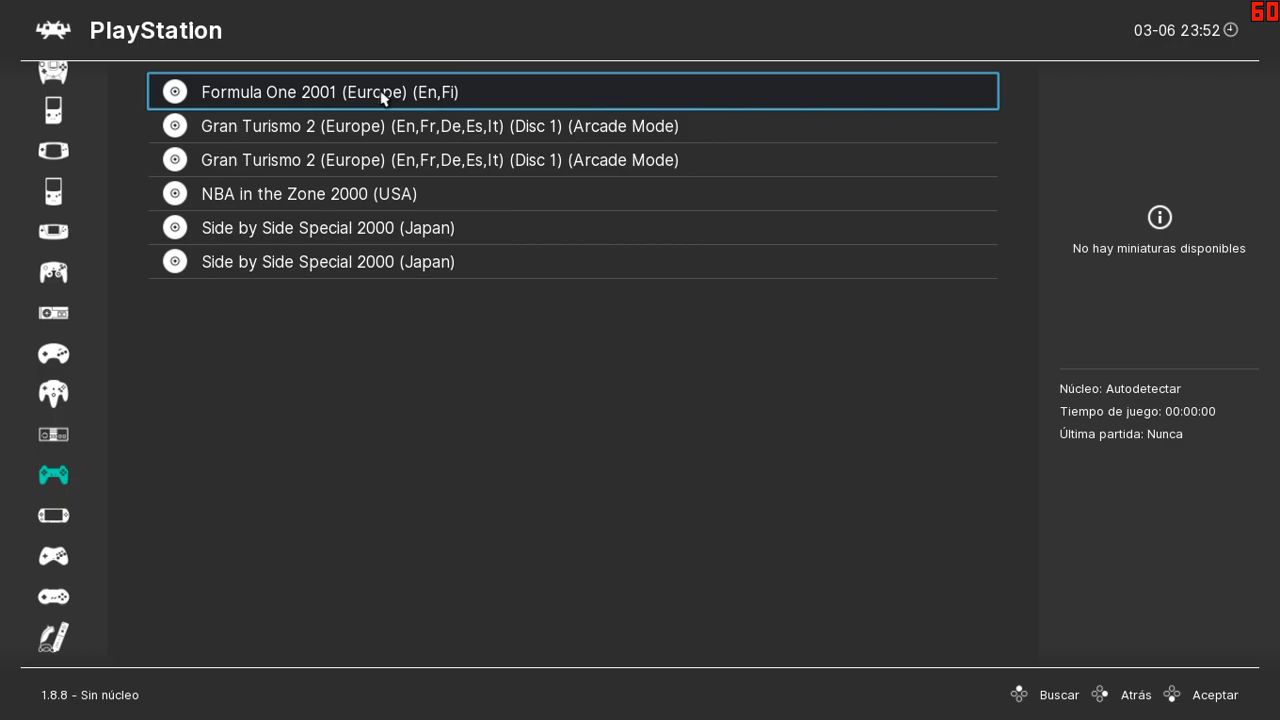 PlayStation
03-06 23:52
60
Formula One 2001 (Europe) (En,Fi)
Gran Turismo 2 (Europe) (En,Fr,De,Es,It) (Disc 1) (Arcade Mode)
Gran Turismo 2 (Europe) (En,Fr,De,Es,It) (Disc 1) (Arcade Mode)
NBA in the Zone 2000 (USA)
Side by Side Special 2000 (Japan)
Side by Side Special 2000 (Japan)
No hay miniaturas disponibles
Núcleo: Autodetectar
Tiempo de juego: 00:00:00
Última partida: Nunca
1.8.8 - Sin núcleo
Buscar
Atrás
Aceptar